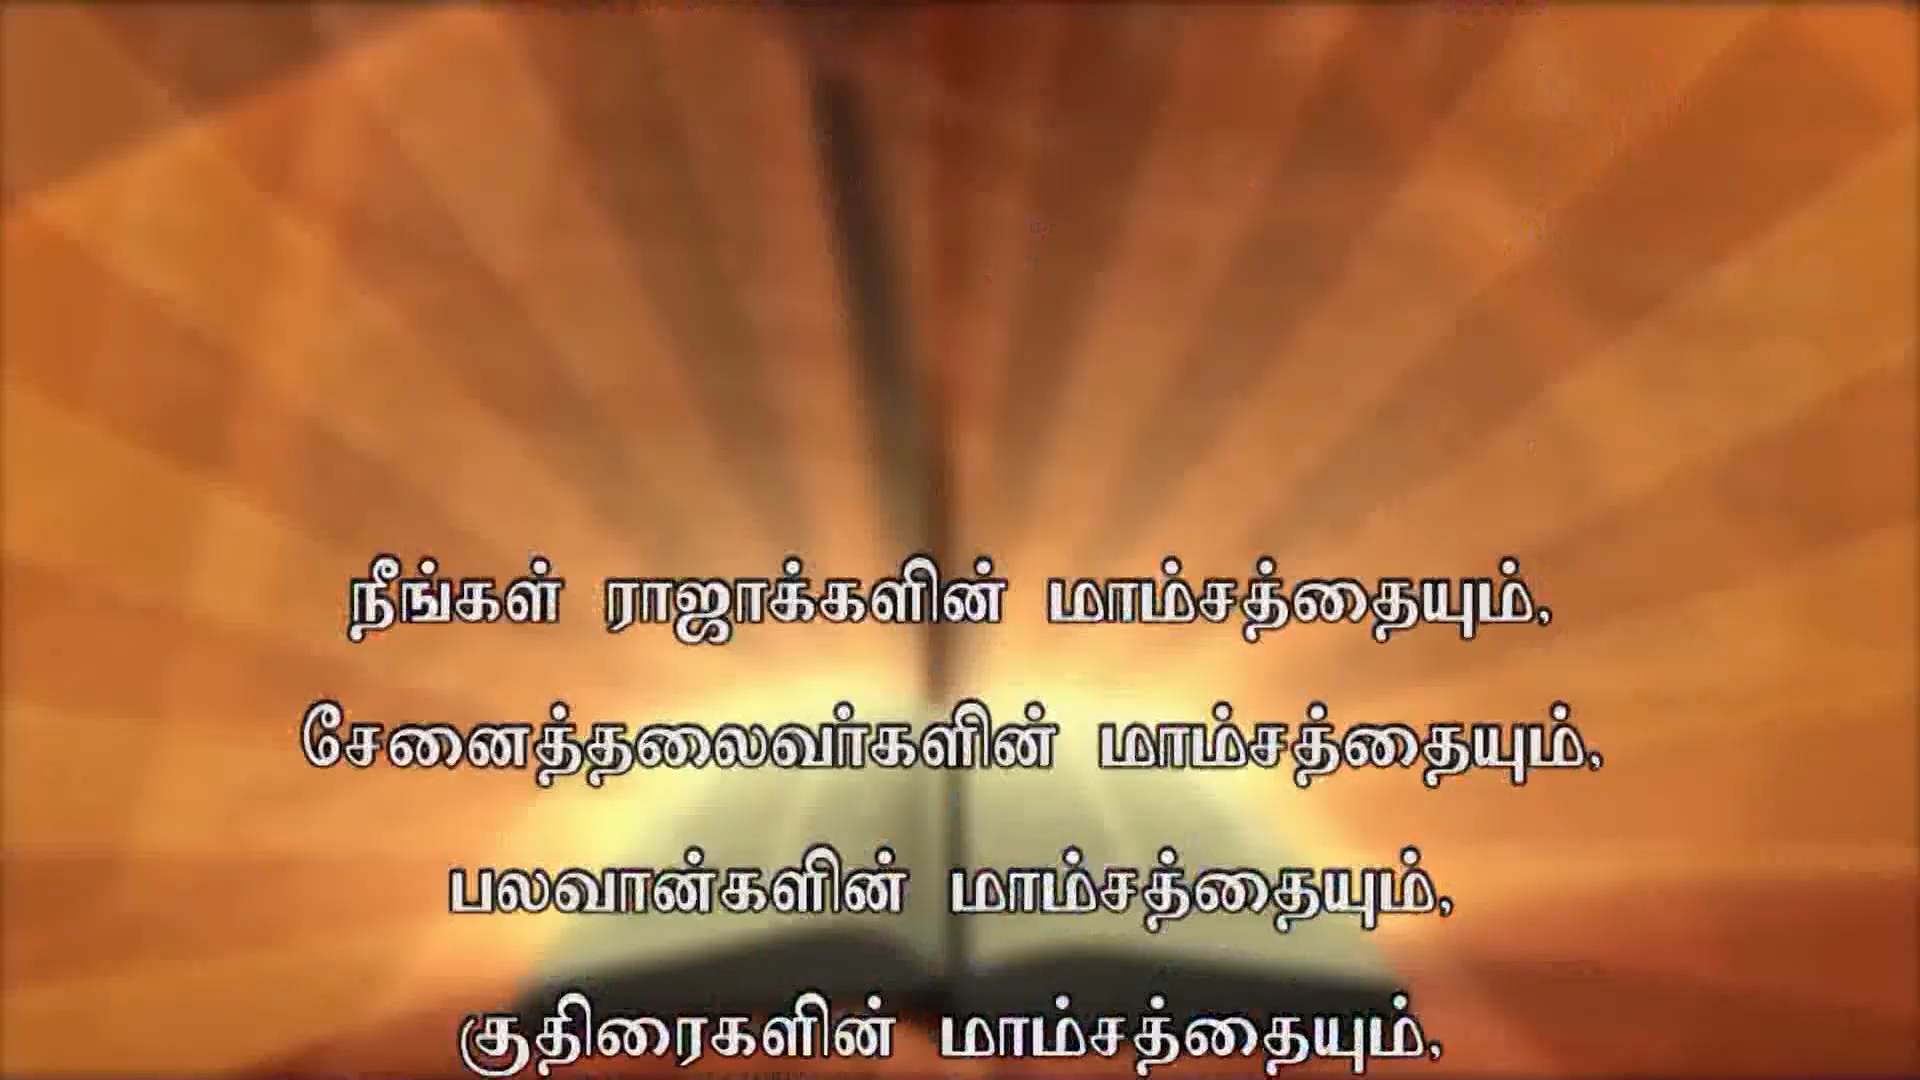 நீங்கள் ராஜாக்களின் மாம்சத்தையும்,
சேனைத்தலைவர்களின் மாம்சத்தையும்,
பலவான்களின் மாம்சத்தையும்,
குதிரைகளின் மாம்சத்தையும்,